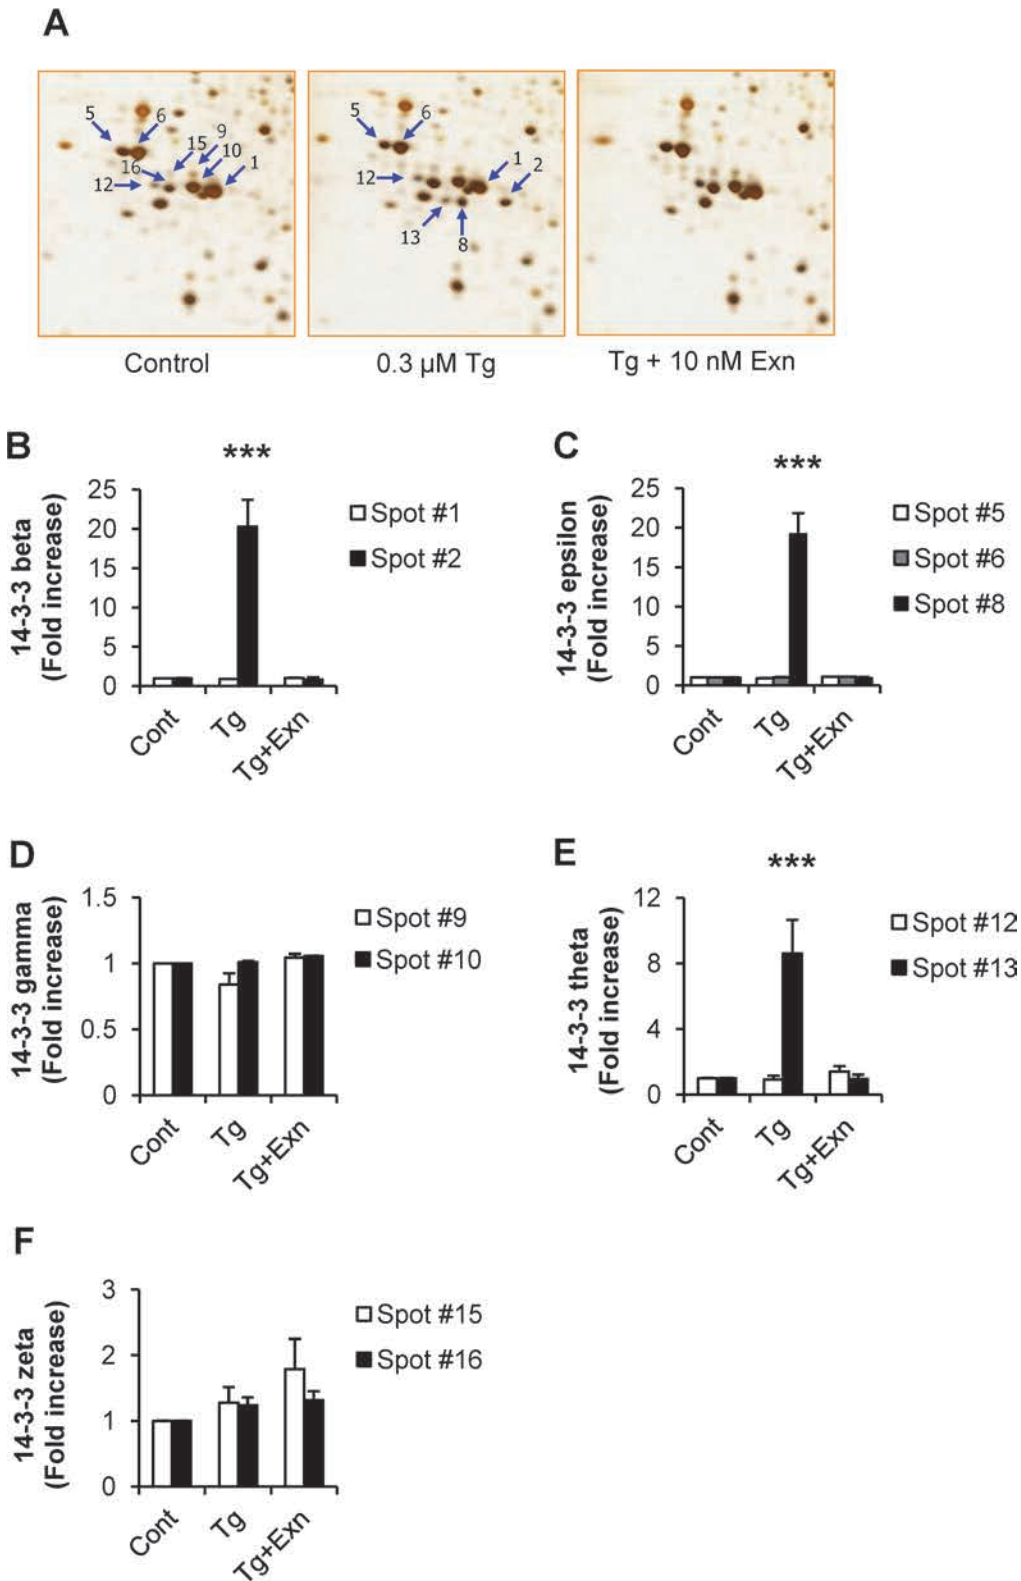 A
5 6 9
15 10 1
16
12
5 6
12 1 2
13 8
Control
0.3 µM Tg
Tg + 10 nM Exn
B
***
14-3-3 beta
(Fold increase)
25
20
15
10
5
0
Cont
Tg
Tg+Exn
Spot #1
Spot #2
C
***
14-3-3 epsilon
(Fold increase)
25
20
15
10
5
0
Cont
Tg
Tg+Exn
Spot #5
Spot #6
Spot #8
D
14-3-3 gamma
(Fold increase)
1.5
1
0.5
0
Cont
Tg
Tg+Exn
Spot #9
Spot #10
E
***
14-3-3 theta
(Fold increase)
12
8
4
0
Cont
Tg
Tg+Exn
Spot #12
Spot #13
F
14-3-3 zeta
(Fold increase)
3
2
1
0
Cont
Tg
Tg+Exn
Spot #15
Spot #16